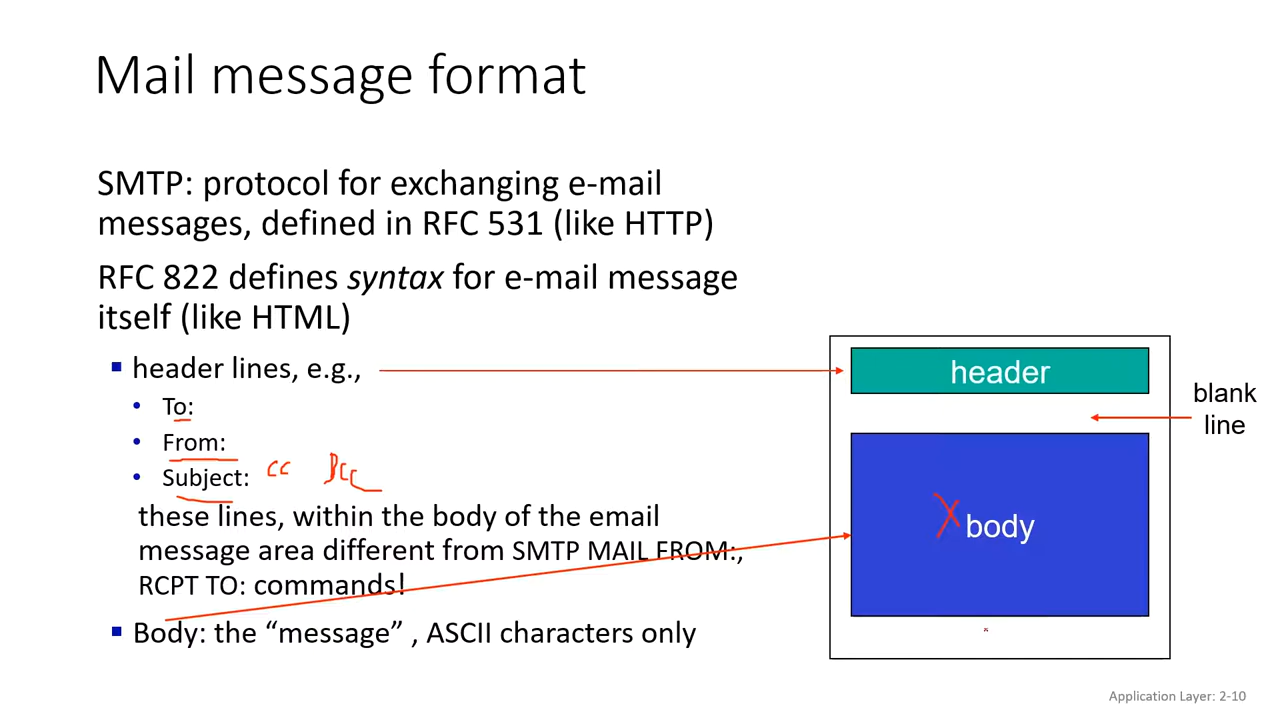 Mail message format
SMTP: protocol for exchanging e-mail
messages, defined in RFC 531 (like HTTP)
RFC 822 defines syntax for e-mail message
itself (like HTML)
▪ header lines, e.g.,
• To:
• From:
• Subject: cc Bcc
these lines, within the body of the email
message area different from SMTP MAIL FROM:,
RCPT TO: commands!
▪ Body: the “message” , ASCII characters only
header
blank
line
body
Application Layer: 2-10